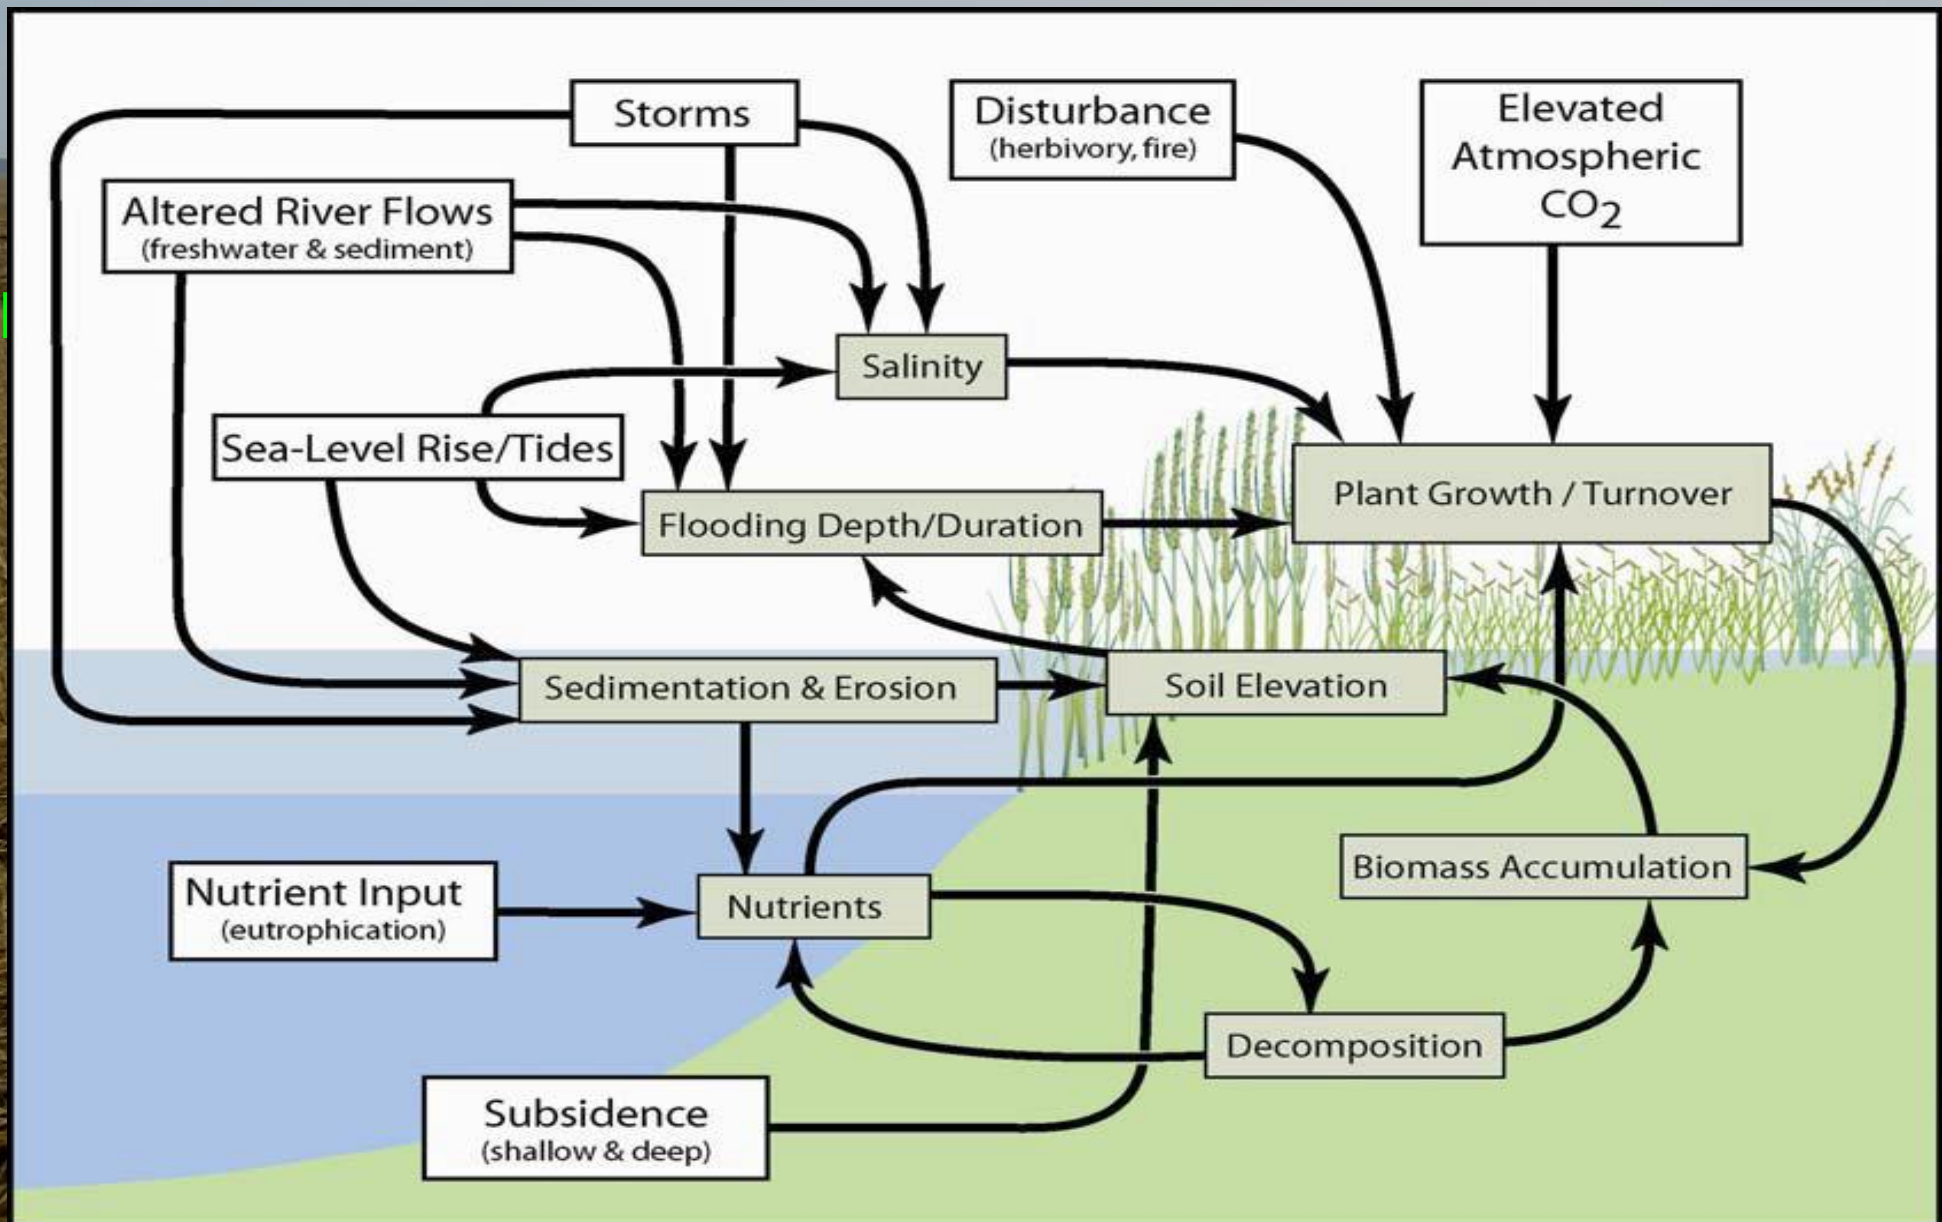 Storms
Disturbance
(herbivory, fire)
Elevated
Atmospheric
CO2
Altered River Flows
(freshwater & sediment)
Salinity
Sea-Level Rise/Tides
Plant Growth / Turnover
Flooding Depth/Duration
Sedimentation & Erosion
Soil Elevation
Biomass Accumulation
Nutrient Input
(eutrophication)
Nutrients
Decomposition
Subsidence
(shallow & deep)